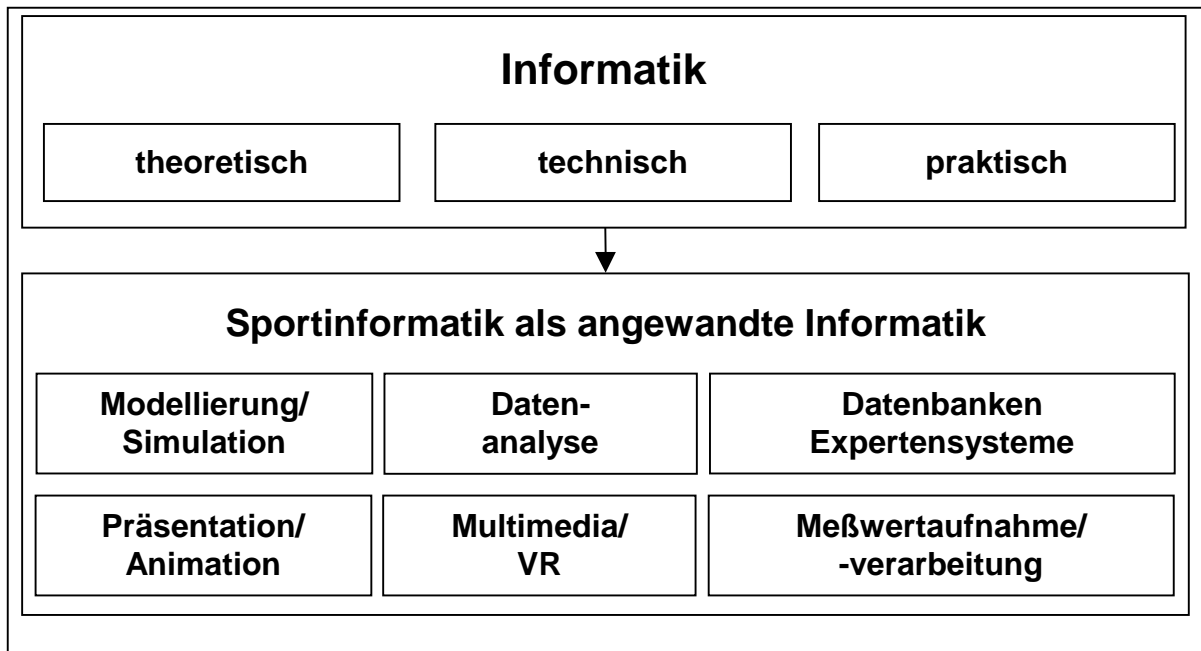 Informatik
theoretisch
technisch
praktisch
Sportinformatik als angewandte Informatik
Modellierung/
Simulation
Daten-
analyse
Datenbanken
Expertensysteme
Präsentation/
Animation
Multimedia/
VR
Meßwertaufnahme/
-verarbeitung